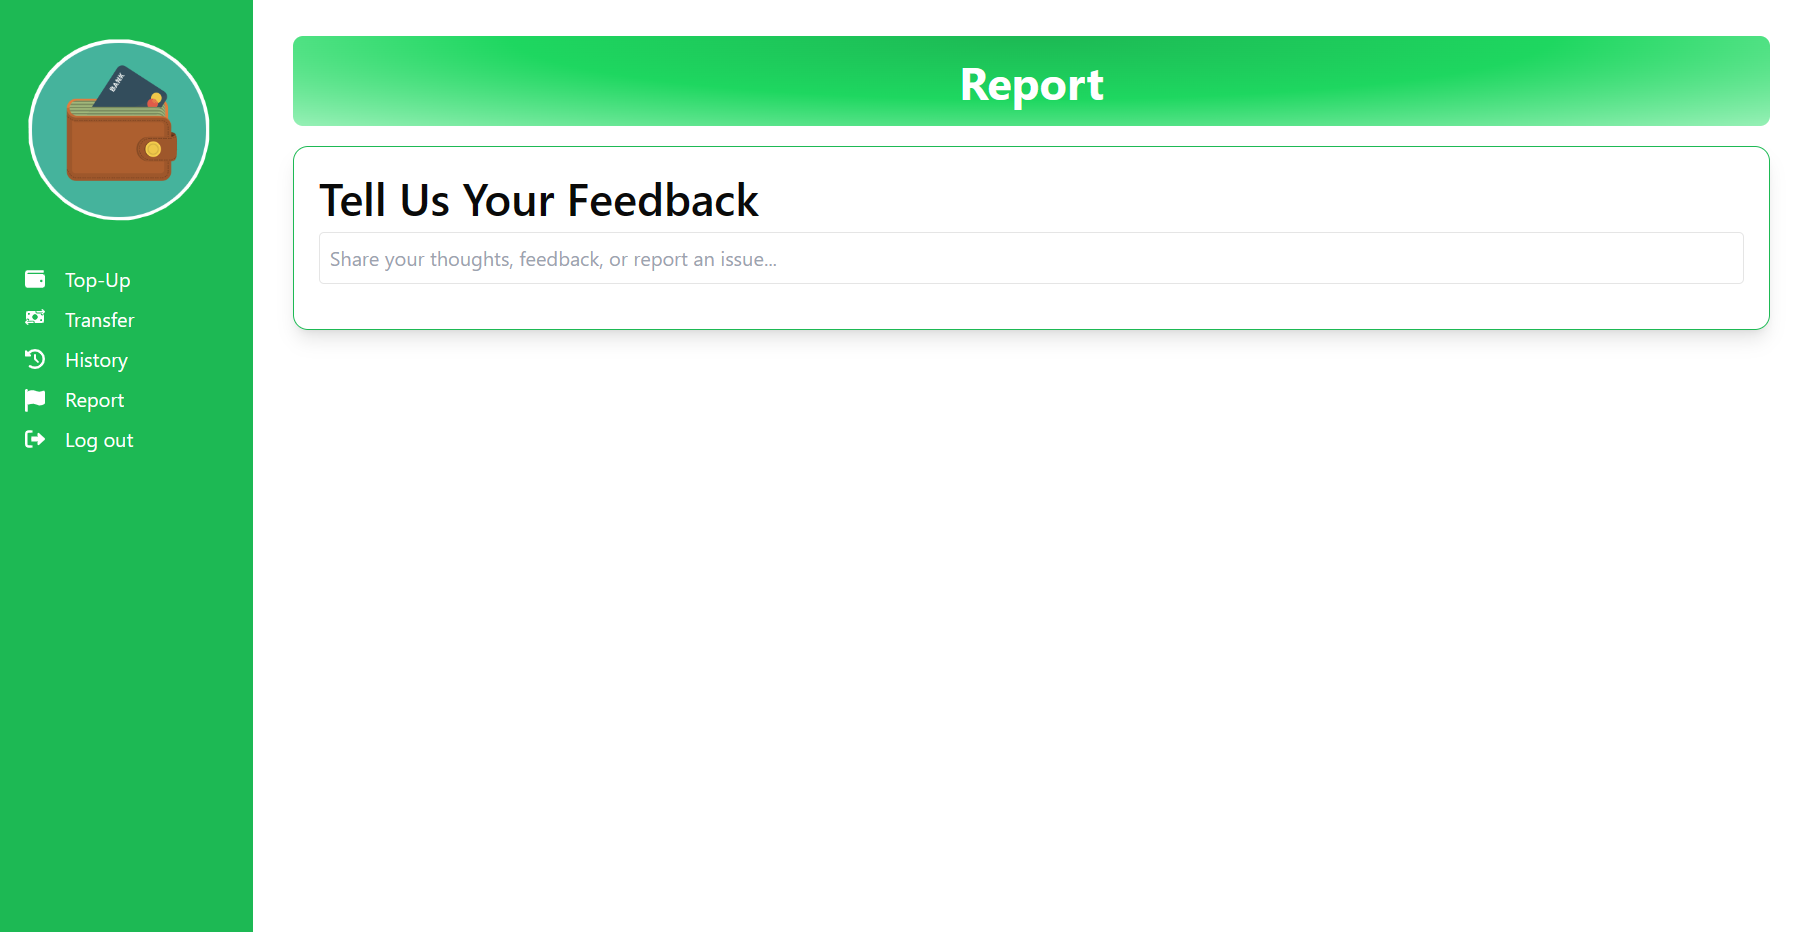 BANK
Top-Up
Transfer
History
Report
Log out
Report
Tell Us Your Feedback
Share your thoughts, feedback, or report an issue...